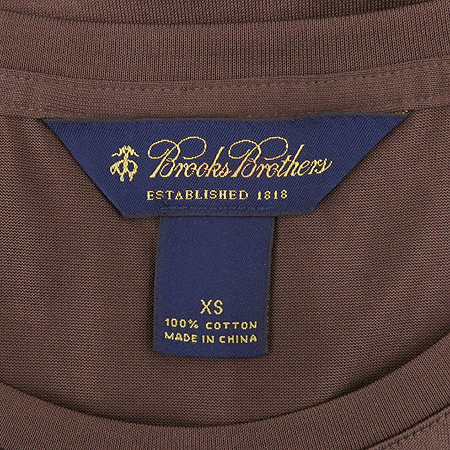 Brooks Brothers
ESTABLISHED 1818
XS
100% COTTON
MADE IN CHINA